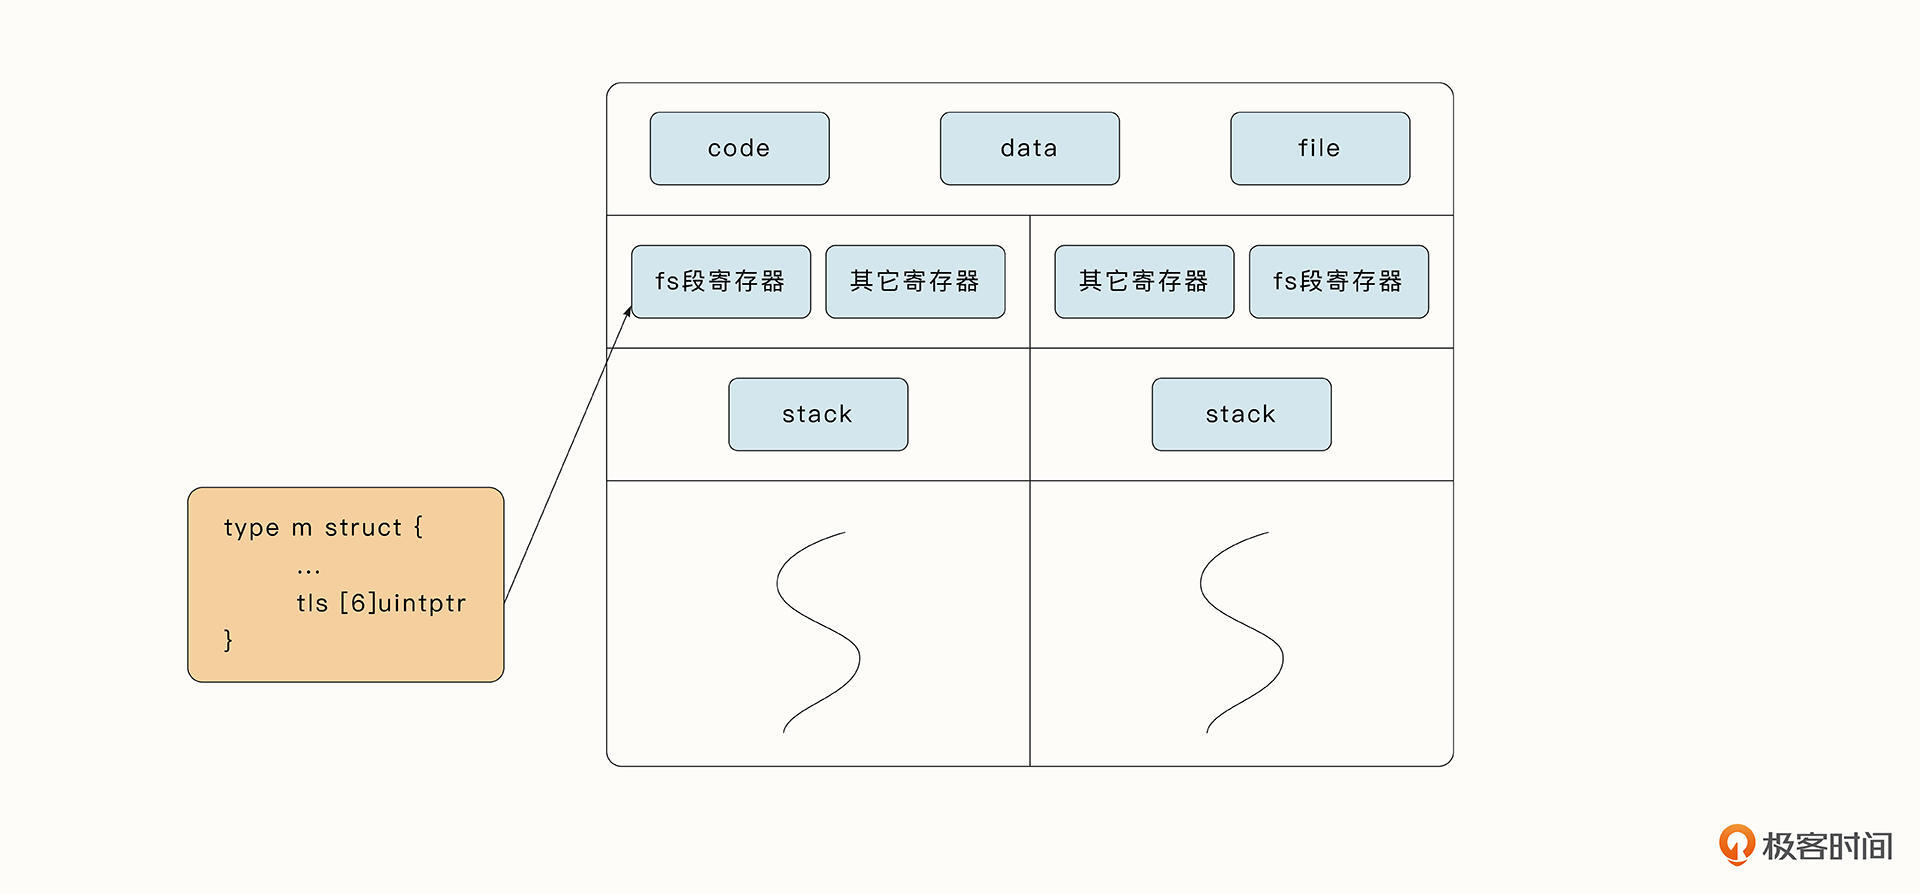 code
data
file
fs段寄存器
其它寄存器
其它寄存器
fs段寄存器
stack
stack
type m struct {
...
tls [6]uintptr
}
极客时间